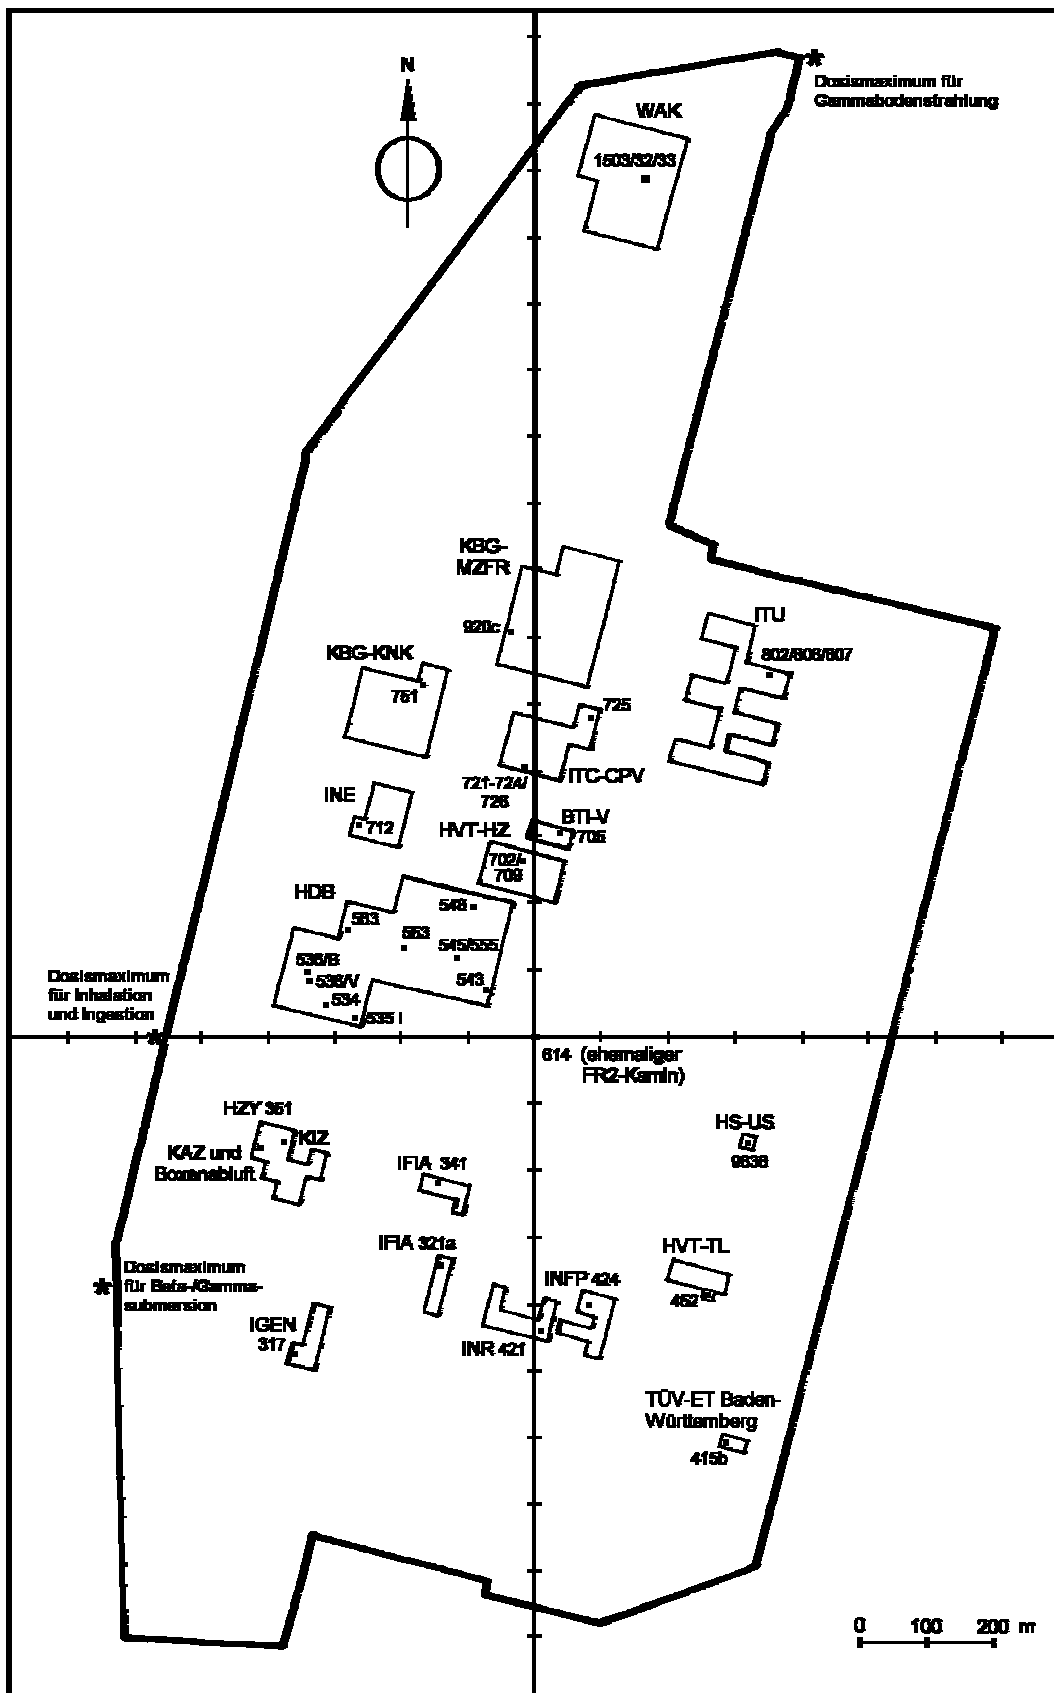 N
Dosismaximum für
Gammabodenstrahlung
WAK
1503/32/33
KBG-
MZFR
920c
ITU
802/806/807
KBG-KNK
751
725
ITC-CPV
721-724/
726
INE
712
BTI-V
705
HVT-HZ
702/-
709
HDB
548
563
553
545/555
536/B
536/V
543
534
535 I
Dosismaximum
für Inhalation
und Ingestion
614 (ehemaliger
FR2-Kamin)
HZY 351
KIZ
KAZ und
Boxenabluft
HS-US
9636
IFIA 341
IFIA 321a
HVT-TL
452
Dosismaximum
für Beta-/Gamma-
submersion
INFP 424
IGEN
317
INR 421
TÜV-ET Baden-
Württemberg
415b
0 100 200 m